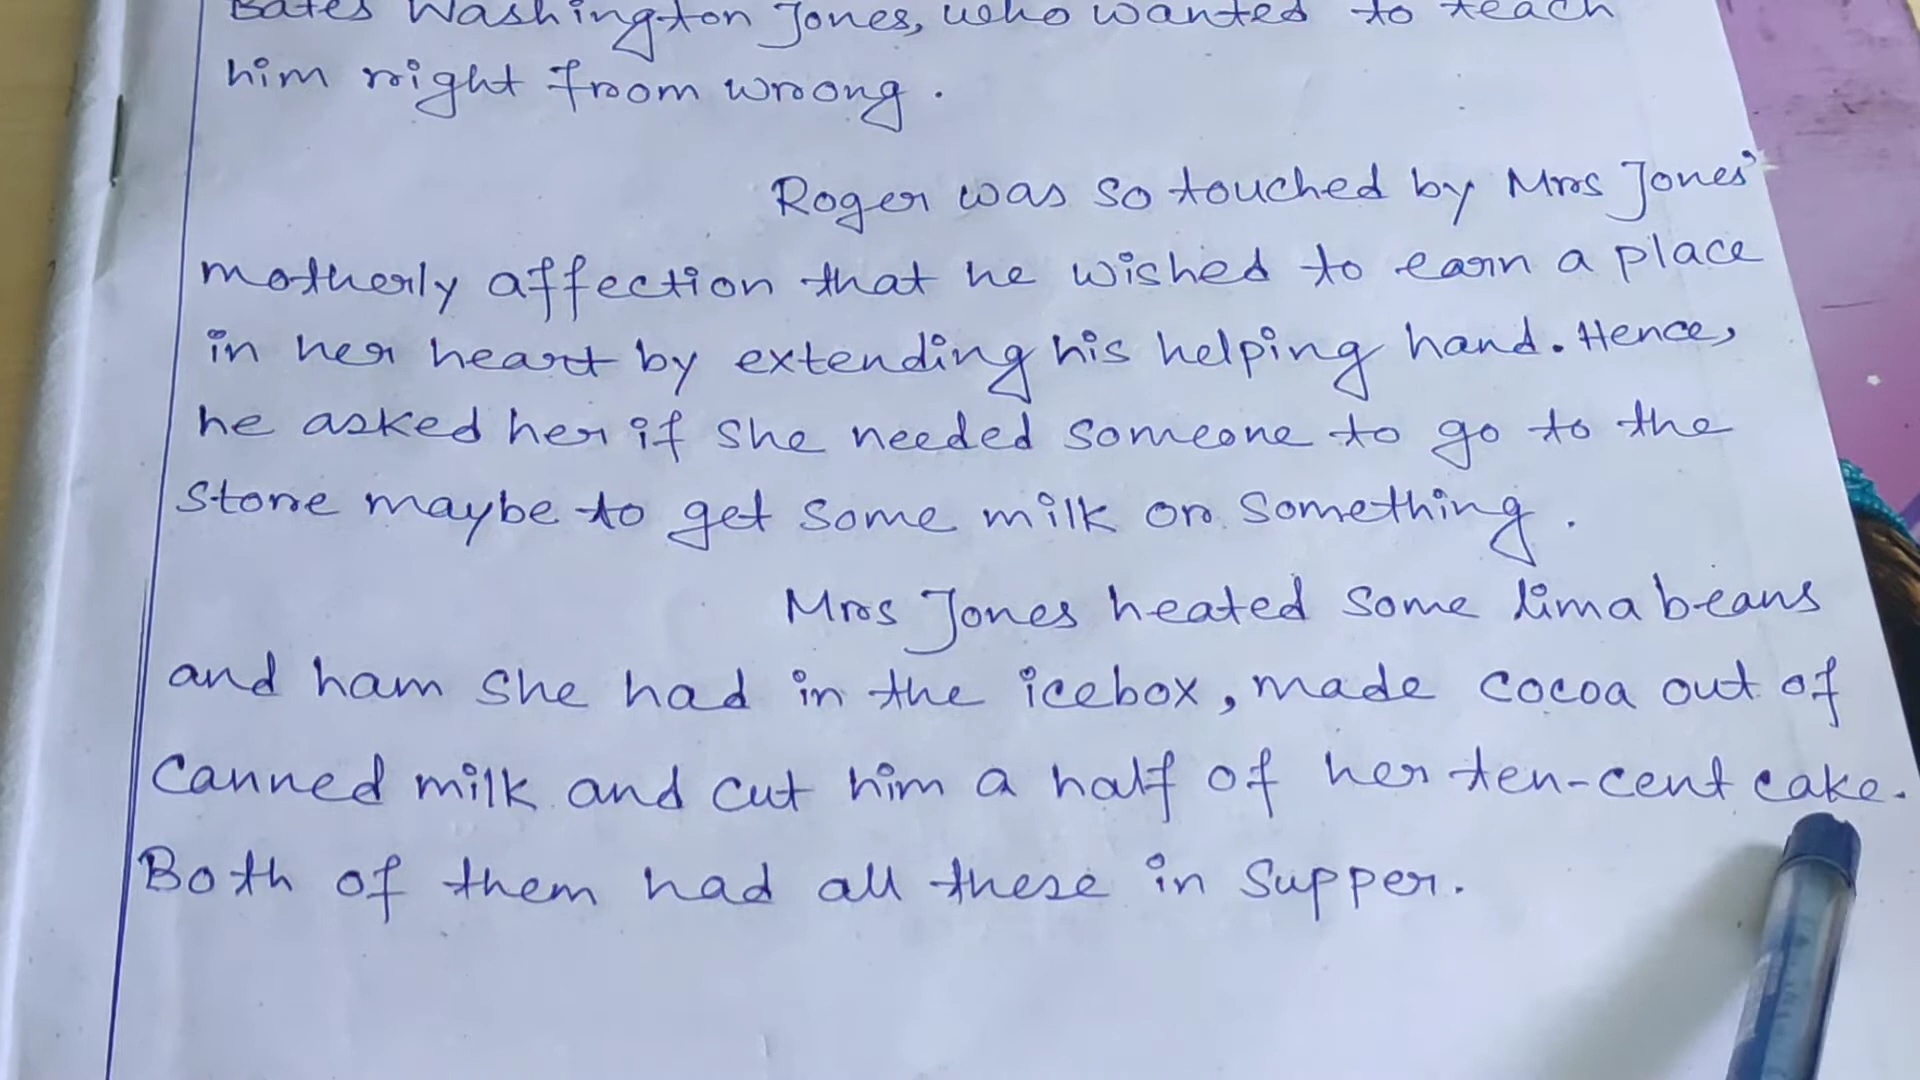 Bates Washington Jones, who wanted to teach
him right from wrong.
Roger was so touched by Mrs Jones'
motherly affection that he wished to earn a place
in her heart by extending his helping hand. Hence,
he asked her if she needed someone to go to the
store maybe to get some milk or something.
Mrs Jones heated some lima beans
and ham she had in the icebox, made cocoa out of
canned milk and cut him a half of her ten-cent cake.
Both of them had all these in supper.